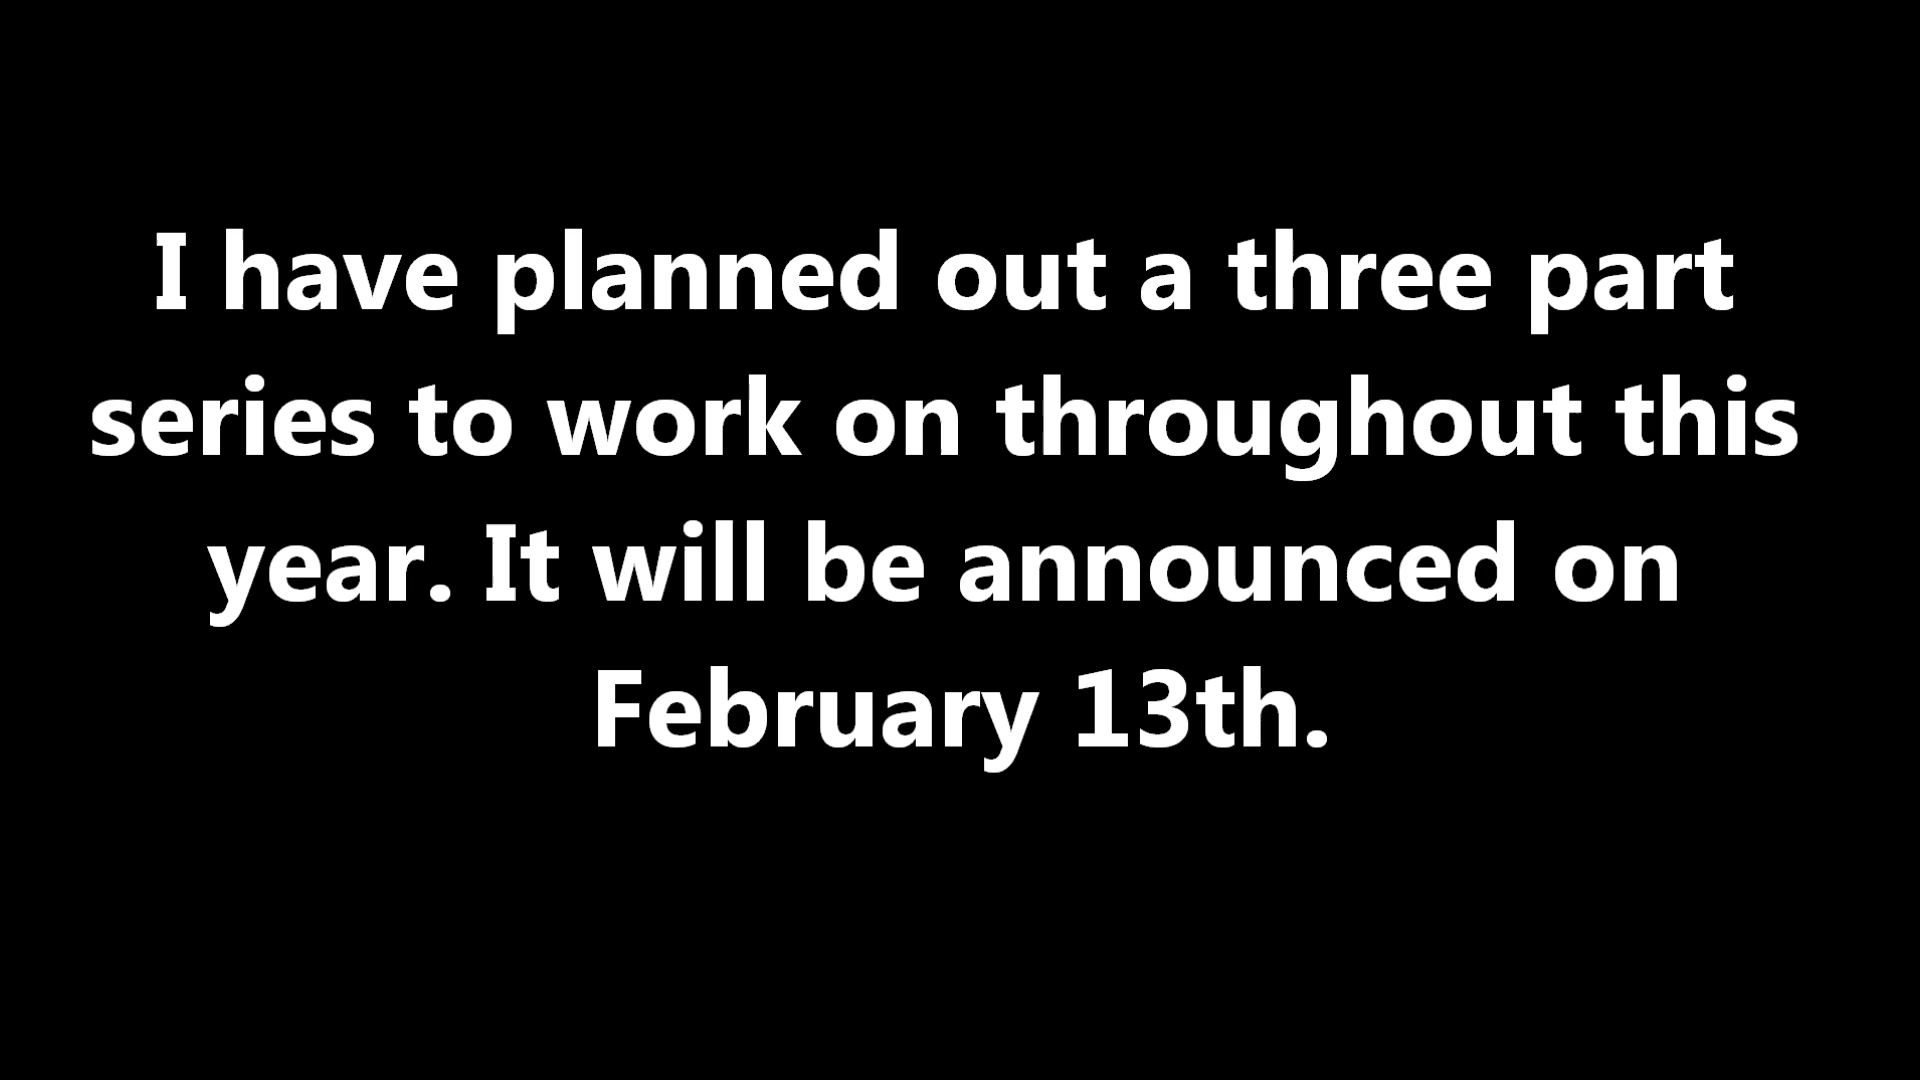 I have planned out a three part
series to work on throughout this
year. It will be announced on
February 13th.